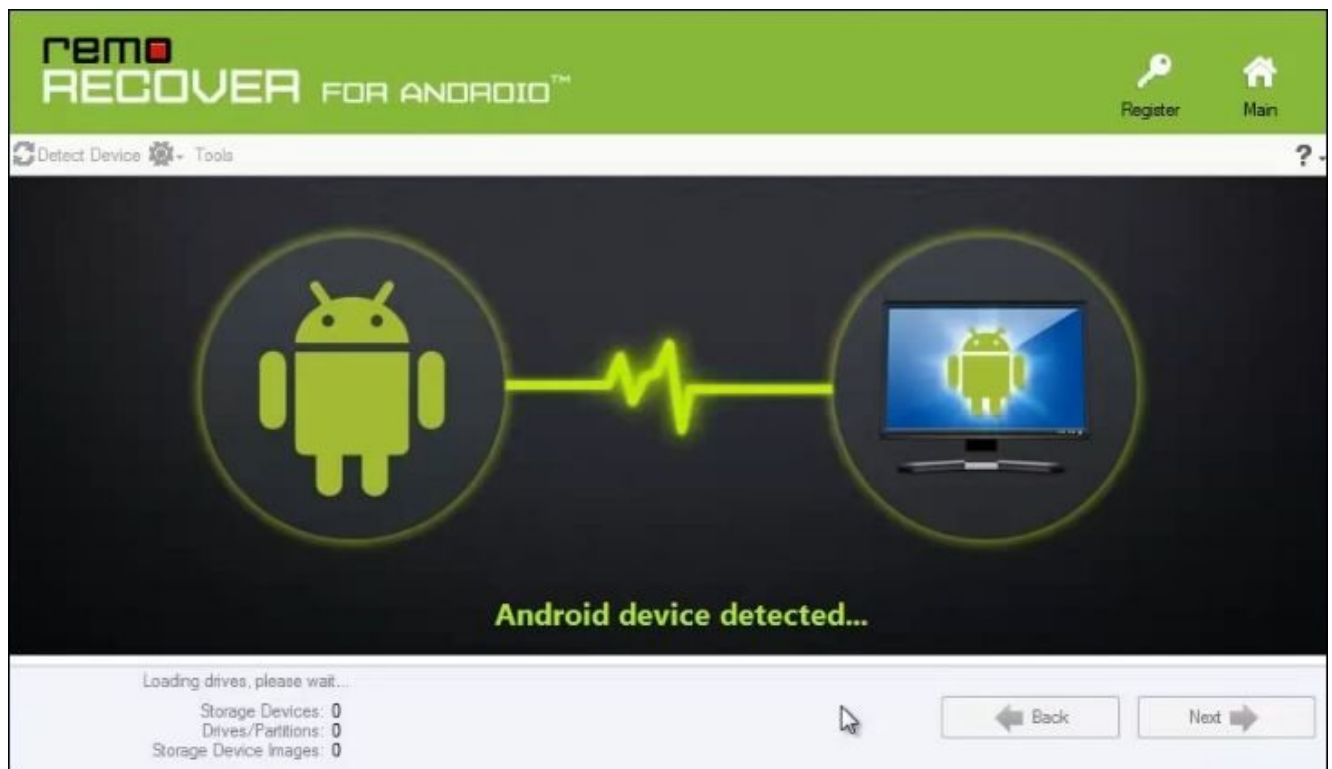 remo
RECOVER FOR ANDROID™
Register
Main
Detect Device
Tools
?
Android device detected...
Loading drives, please wait...
Storage Devices: 0
Drives/Partitions: 0
Storage Device Images: 0
Back
Next